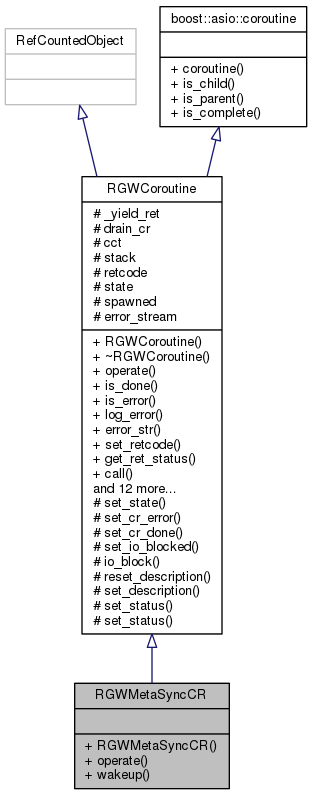 RefCountedObject
boost::asio::coroutine
+ coroutine()
+ is_child()
+ is_parent()
+ is_complete()
RGWCoroutine
# _yield_ret
# drain_cr
# cct
# stack
# retcode
# state
# spawned
# error_stream
+ RGWCoroutine()
+ ~RGWCoroutine()
+ operate()
+ is_done()
+ is_error()
+ log_error()
+ error_str()
+ set_retcode()
+ get_ret_status()
+ call()
and 12 more...
# set_state()
# set_cr_error()
# set_cr_done()
# set_io_blocked()
# io_block()
# reset_description()
# set_description()
# set_status()
# set_status()
RGWMetaSyncCR
+ RGWMetaSyncCR()
+ operate()
+ wakeup()